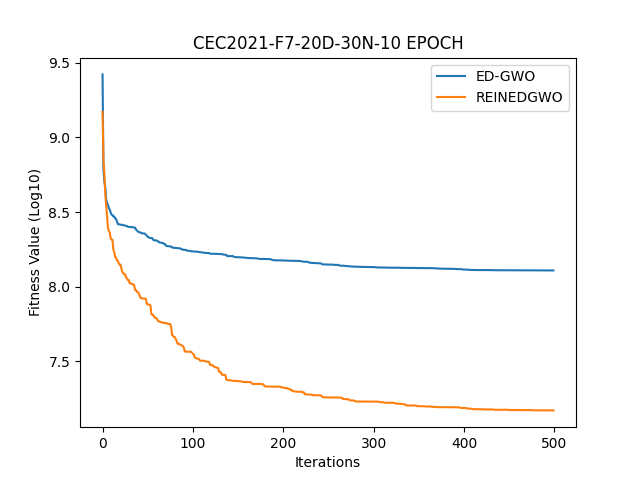 CEC2021-F7-20D-30N-10 EPOCH
ED-GWO
REINEDGWO
Fitness Value (Log10)
9.5
9.0
8.5
8.0
7.5
0 100 200 300 400 500
Iterations